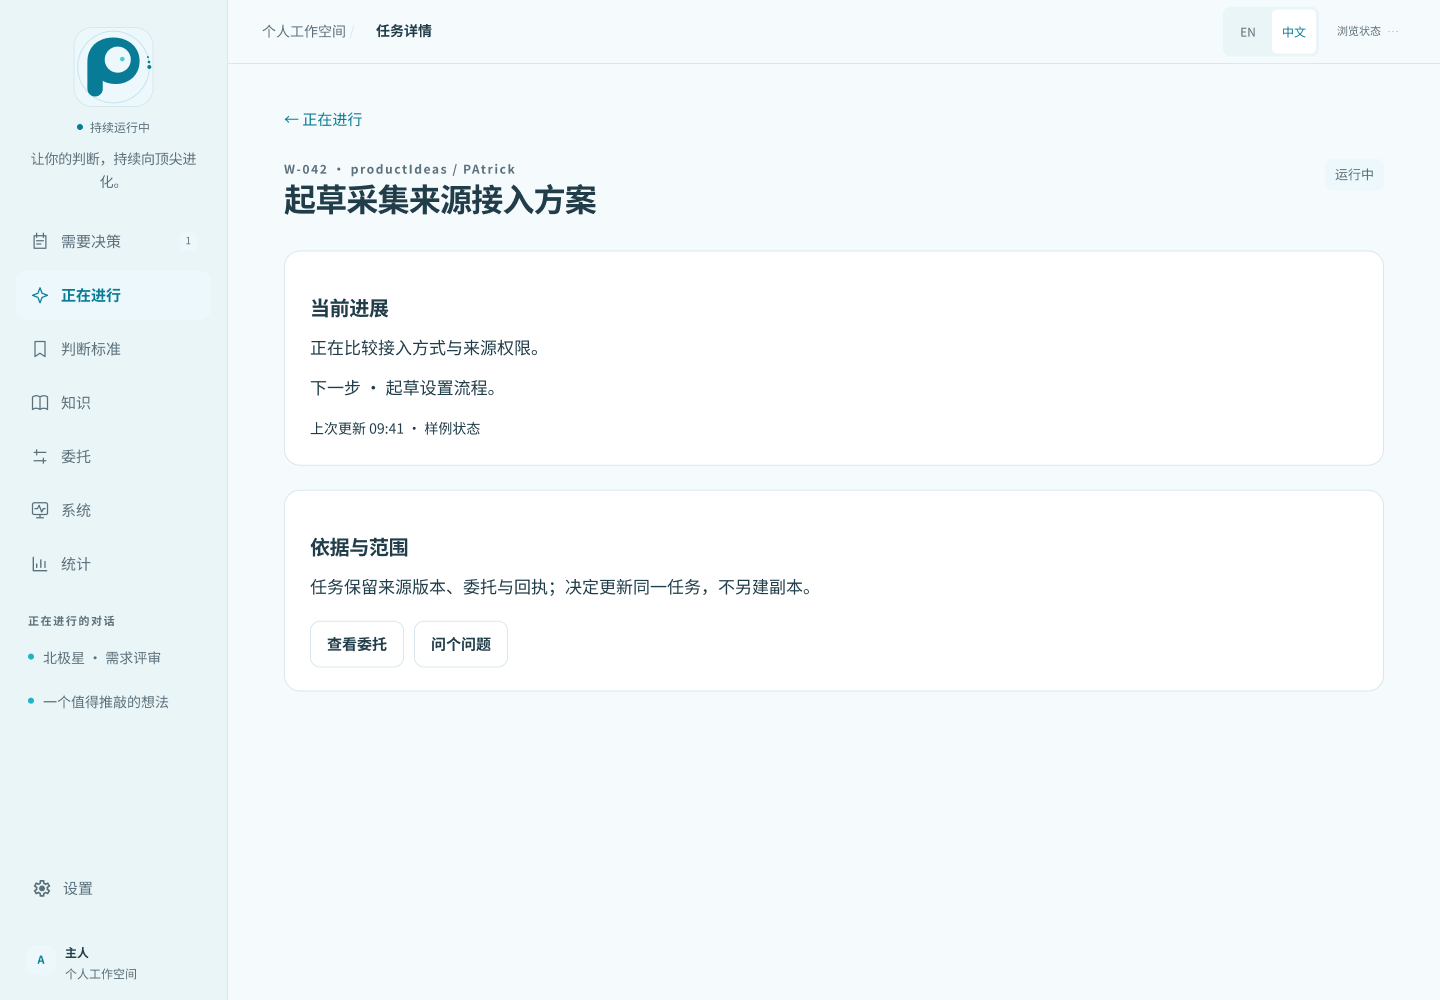 持续运行中
让你的判断，持续向顶尖进
化。
需要决策 1
正在进行
判断标准
知识
委托
系统
统计
正在进行的对话
北极星 · 需求评审
一个值得推敲的想法
设置
A
主人
个人工作空间
个人工作空间 / 任务详情
EN 中文 浏览状态 ···
← 正在进行
W-042 · productIdeas / PAtrick
起草采集来源接入方案
运行中
当前进展
正在比较接入方式与来源权限。
下一步 · 起草设置流程。
上次更新 09:41 · 样例状态
依据与范围
任务保留来源版本、委托与回执；决定更新同一任务，不另建副本。
查看委托 问个问题